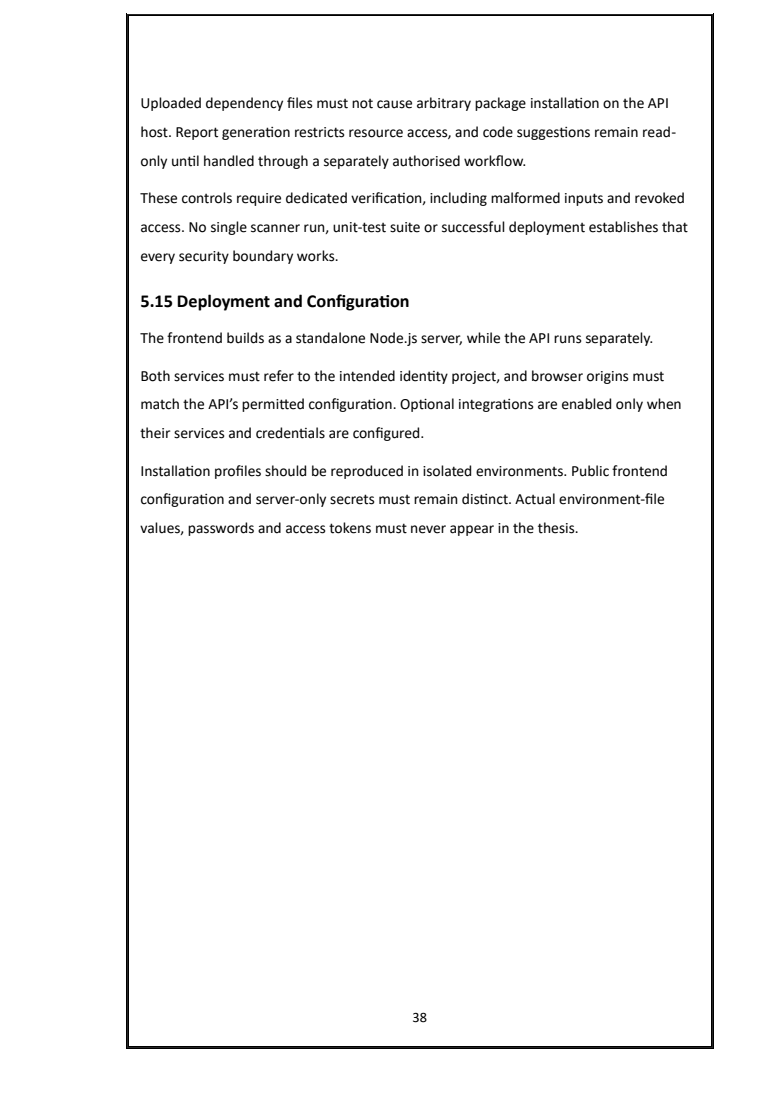 Uploaded dependency files must not cause arbitrary package installation on the API
host. Report generation restricts resource access, and code suggestions remain read-
only until handled through a separately authorised workflow.
These controls require dedicated verification, including malformed inputs and revoked
access. No single scanner run, unit-test suite or successful deployment establishes that
every security boundary works.
5.15 Deployment and Configuration
The frontend builds as a standalone Node.js server, while the API runs separately.
Both services must refer to the intended identity project, and browser origins must
match the API’s permitted configuration. Optional integrations are enabled only when
their services and credentials are configured.
Installation profiles should be reproduced in isolated environments. Public frontend
configuration and server-only secrets must remain distinct. Actual environment-file
values, passwords and access tokens must never appear in the thesis.
38